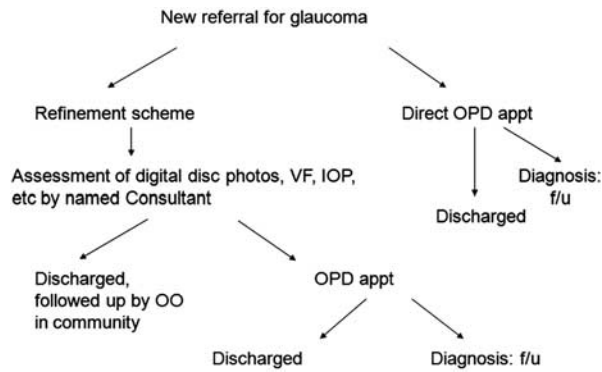 New referral for glaucoma
Refinement scheme
Direct OPD appt
Assessment of digital disc photos, VF, IOP,
etc by named Consultant
Diagnosis:
f/u
Discharged
Discharged,
followed up by OO
in community
OPD appt
Discharged
Diagnosis: f/u